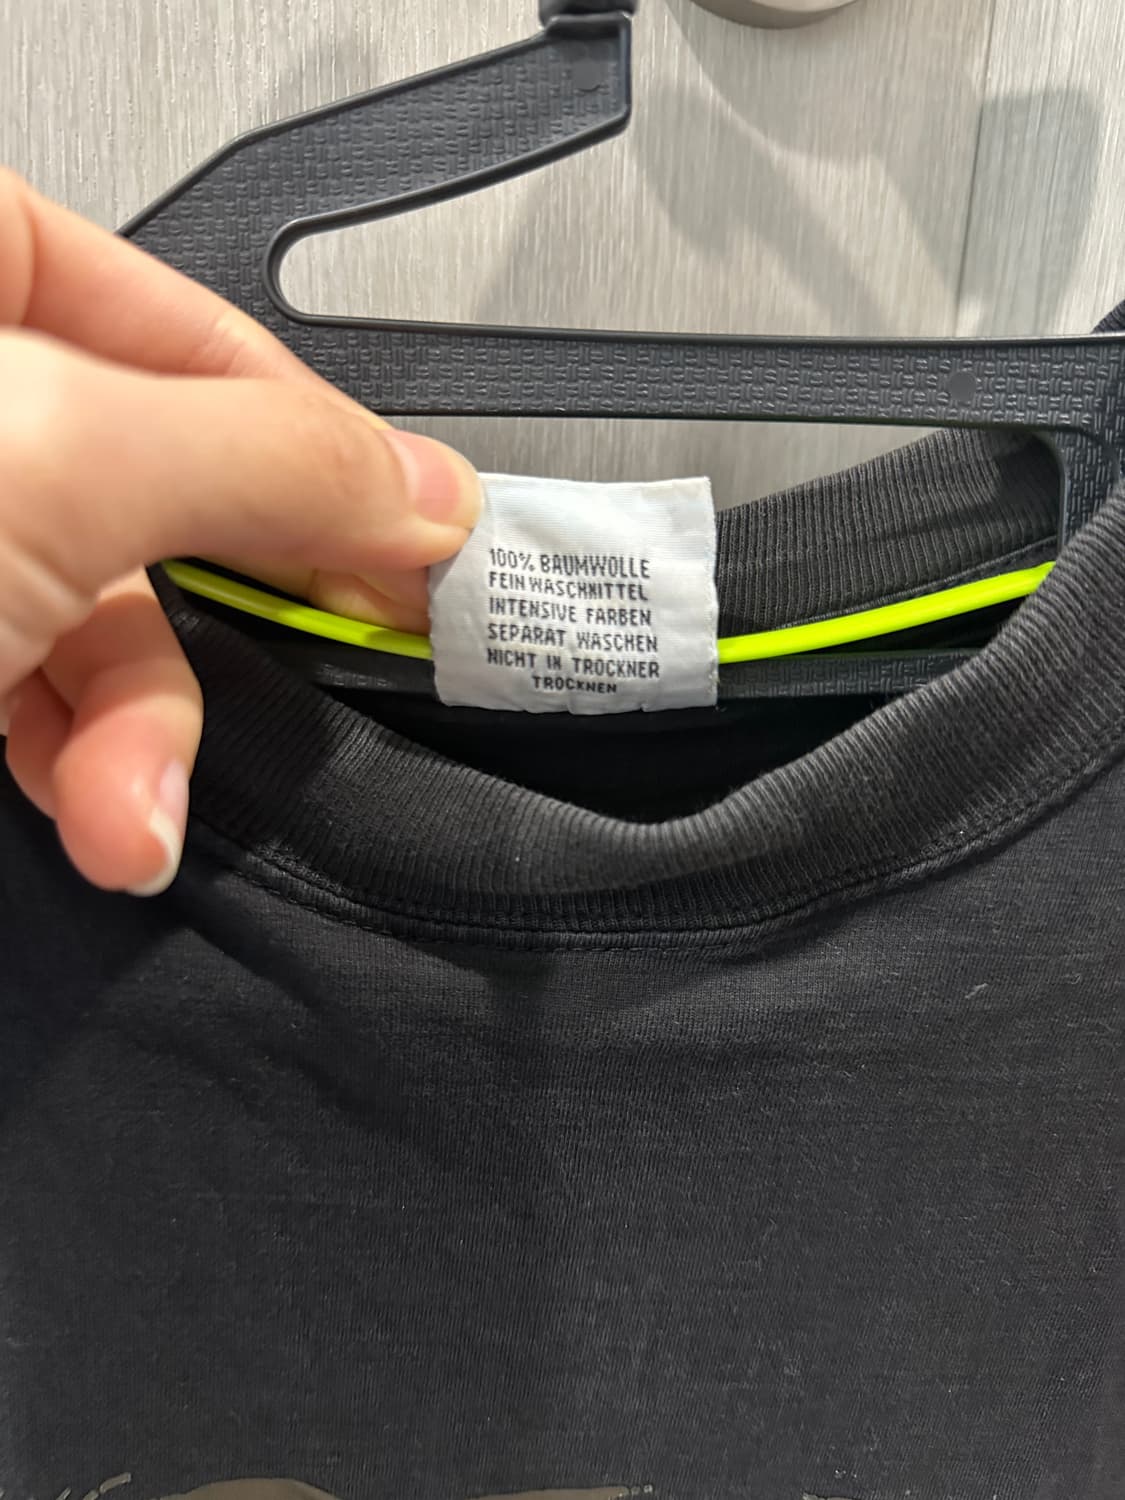 100% BAUMWOLLE
FEIN WASCHMITTEL
INTENSIVE FARBEN
SEPARAT WASCHEN
NICHT IN TROCKNER
TROCKNEN